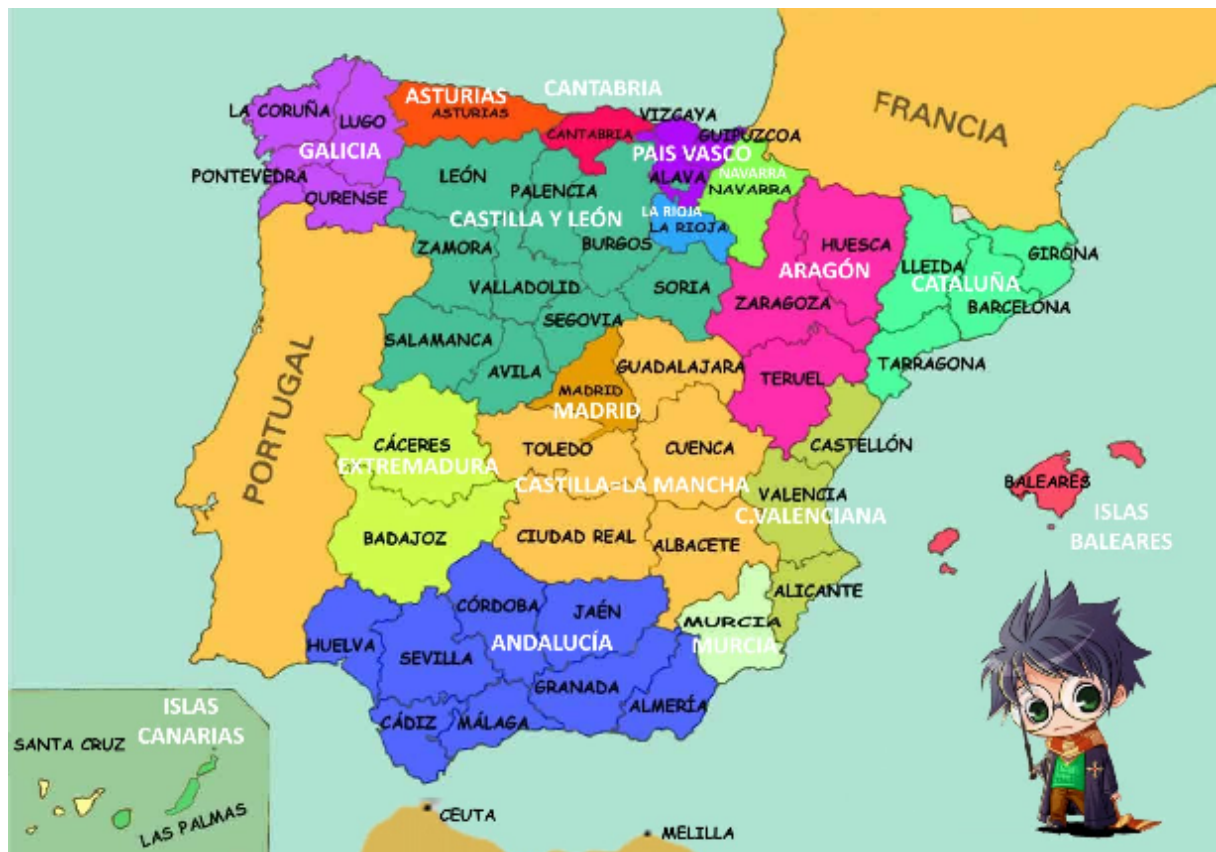 CANTABRIA
ASTURIAS
ASTURIAS
CANTABRIA
VIZCAYA
GUIPUZCOA
FRANCIA
LA CORUÑA
LUGO
GALICIA
PAIS VASCO
ALAVA
NAVARRA
NAVARRA
PONTEVEDRA
OURENSE
LEÓN
PALENCIA
CASTILLA Y LEÓN
BURGOS
LA RIOJA
LA RIOJA
ZAMORA
VALLADOLID
SORIA
SEGOVIA
SALAMANCA
AVILA
HUESCA
ARAGÓN
ZARAGOZA
TERUEL
LLEIDA
GIRONA
CATALUÑA
BARCELONA
TARRAGONA
PORTUGAL
MADRID
MADRID
GUADALAJARA
CÁCERES
EXTREMADURA
BADAJOZ
TOLEDO
CUENCA
CASTILLA=LA MANCHA
CIUDAD REAL
ALBACETE
CASTELLÓN
VALENCIA
C.VALENCIANA
ALICANTE
BALEARES
ISLAS
BALEARES
CÓRDOBA
JAÉN
HUELVA
SEVILLA
ANDALUCÍA
GRANADA
CÁDIZ
MÁLAGA
ALMERÍA
MURCIA
MURCIA
ISLAS
CANARIAS
SANTA CRUZ
LAS PALMAS
CEUTA
MELILLA